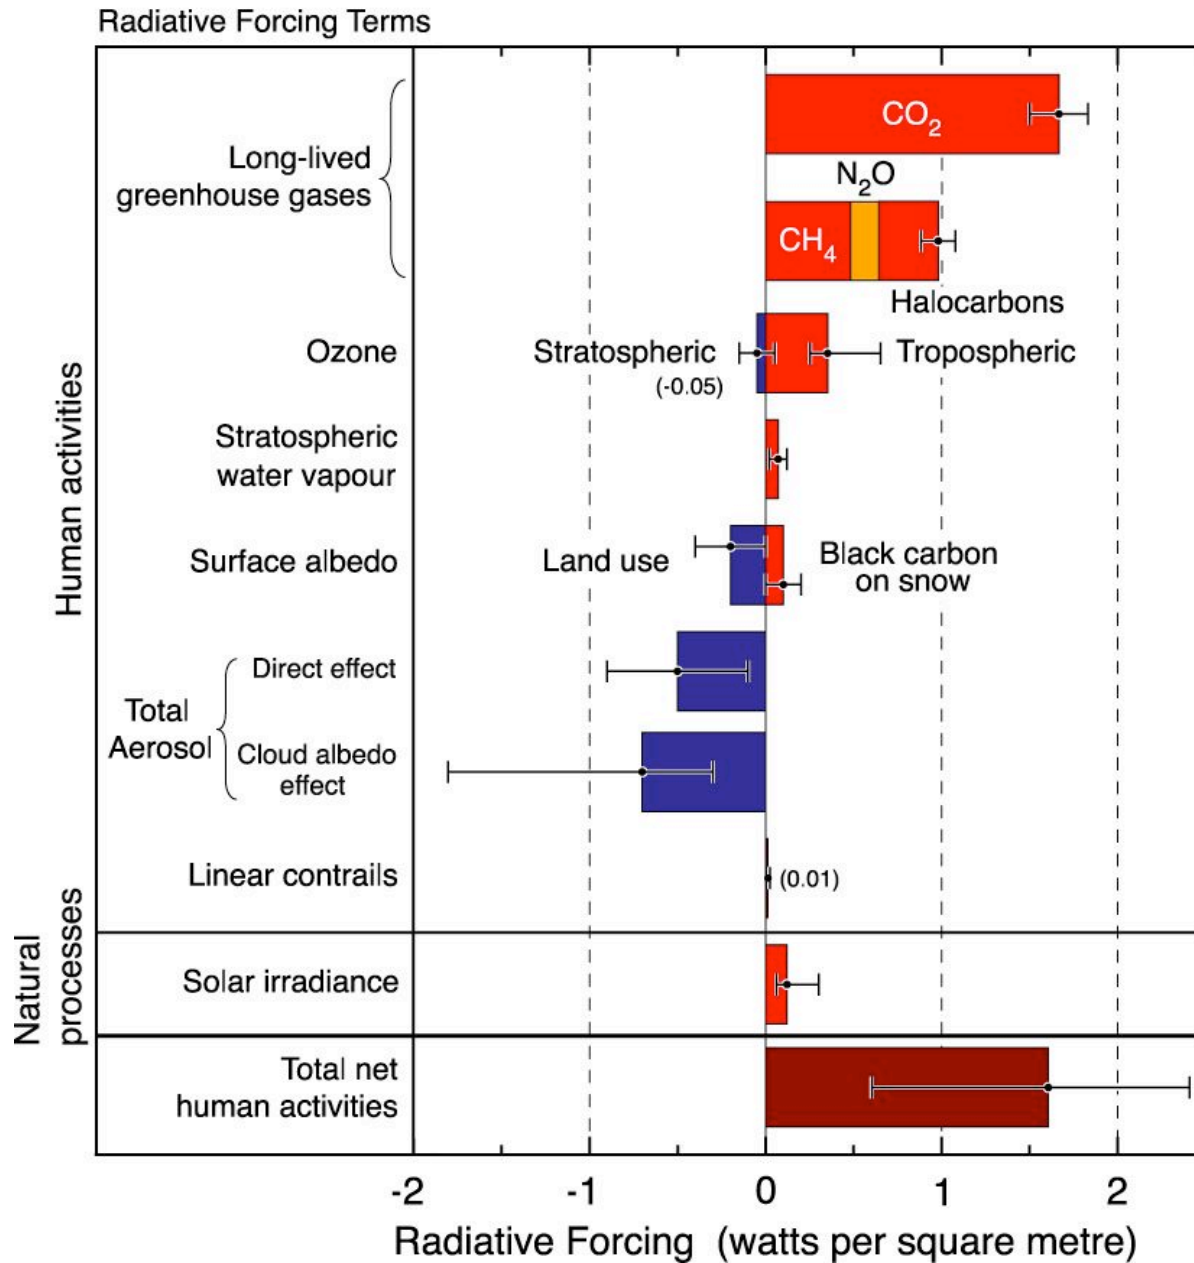 Radiative Forcing Terms
Human activities
Long-lived
greenhouse gases
CO₂
N₂O
CH₄
Halocarbons
Ozone
Stratospheric
(-0.05)
Tropospheric
Stratospheric
water vapour
Surface albedo
Land use
Black carbon
on snow
Total
Aerosol
Direct effect
Cloud albedo
effect
Linear contrails
(0.01)
Natural
processes
Solar irradiance
Total net
human activities
-2 -1 0 1 2
Radiative Forcing (watts per square metre)